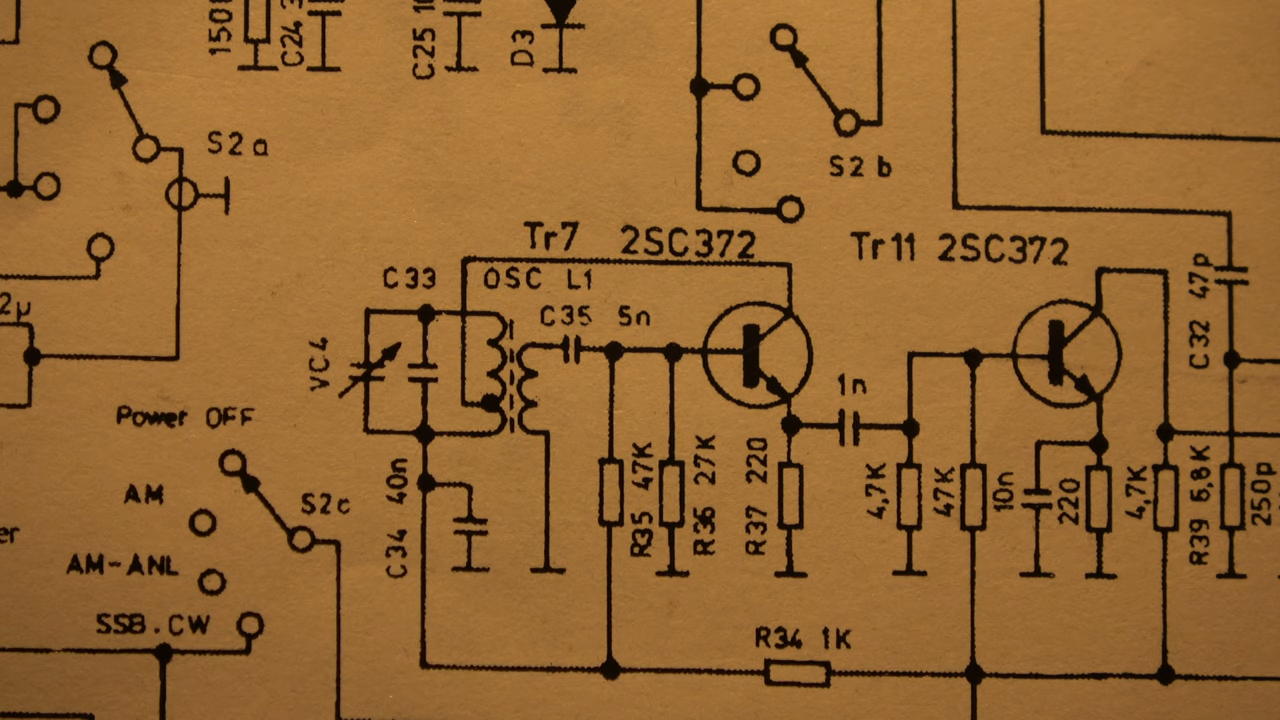 150
C24
C25 10
D3
S2a
S2b
Tr7 2SC372
Tr11 2SC372
C33
OSC L1
C35 5n
C32 47p
2µ
VC4
1n
Power OFF
AM
S2c
C34 40n
R35 47K
R36 27K
R37 220
4,7K
47K
10n
220
4,7K
R39 6,8K
250p
er
AM-ANL
SSB.CW
R34 1K